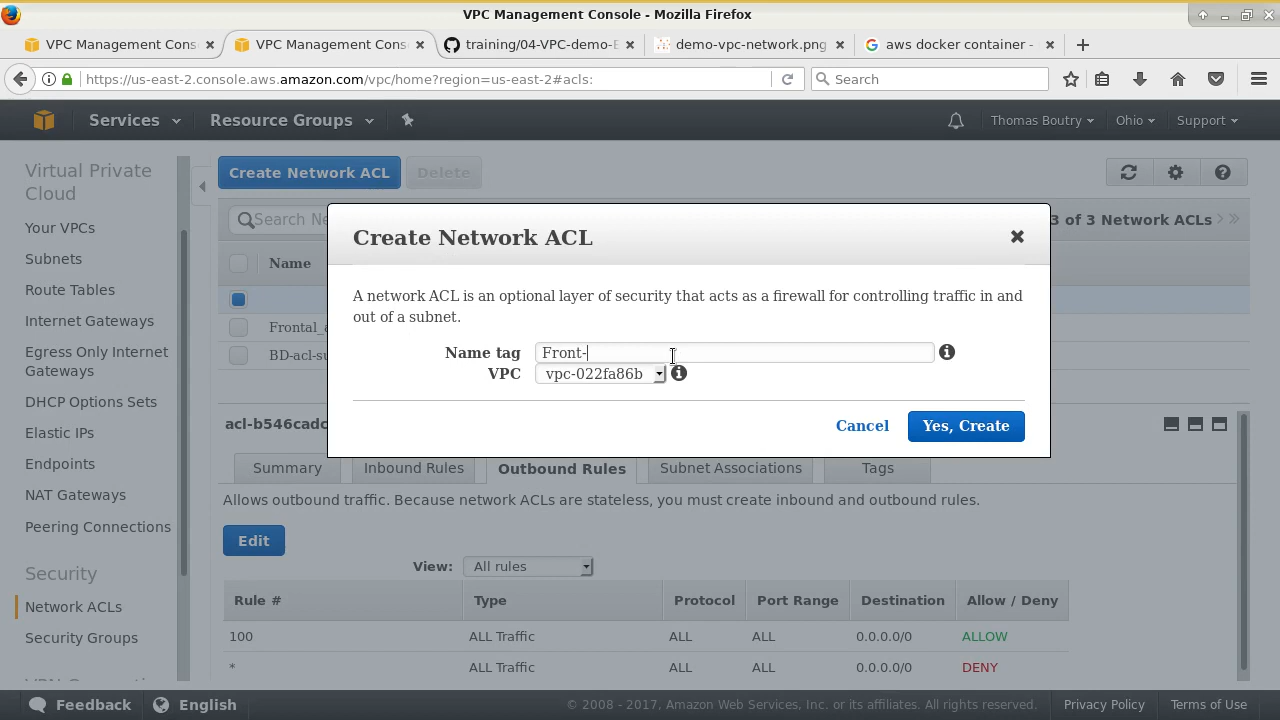 VPC Management Console - Mozilla Firefox
VPC Management Cons
VPC Management Cons
training/04-VPC-demo-E
demo-vpc-network.png
aws docker container -
https://us-east-2.console.aws.amazon.com/vpc/home?region=us-east-2#acls:
Search
Services
Resource Groups
Thomas Boutry
Ohio
Support
Virtual Private
Cloud
Your VPCs
Subnets
Route Tables
Internet Gateways
Egress Only Internet
Gateways
DHCP Options Sets
Elastic IPs
Endpoints
NAT Gateways
Peering Connections
Security
Network ACLs
Security Groups
Create Network ACL
Delete
Search Ne
3 of 3 Network ACLs
Name
Frontal_a
BD-acl-su
Create Network ACL
A network ACL is an optional layer of security that acts as a firewall for controlling traffic in and
out of a subnet.
Name tag
Front-
VPC
vpc-022fa86b
Cancel
Yes, Create
acl-b546cadc
Summary
Inbound Rules
Outbound Rules
Subnet Associations
Tags
Allows outbound traffic. Because network ACLs are stateless, you must create inbound and outbound rules.
Edit
View:
All rules
Rule # Type Protocol Port Range Destination Allow / Deny
100 ALL Traffic ALL ALL 0.0.0.0/0 ALLOW
* ALL Traffic ALL ALL 0.0.0.0/0 DENY
Feedback
English
© 2008 - 2017, Amazon Web Services, Inc. or its affiliates. All rights reserved.
Privacy Policy
Terms of Use